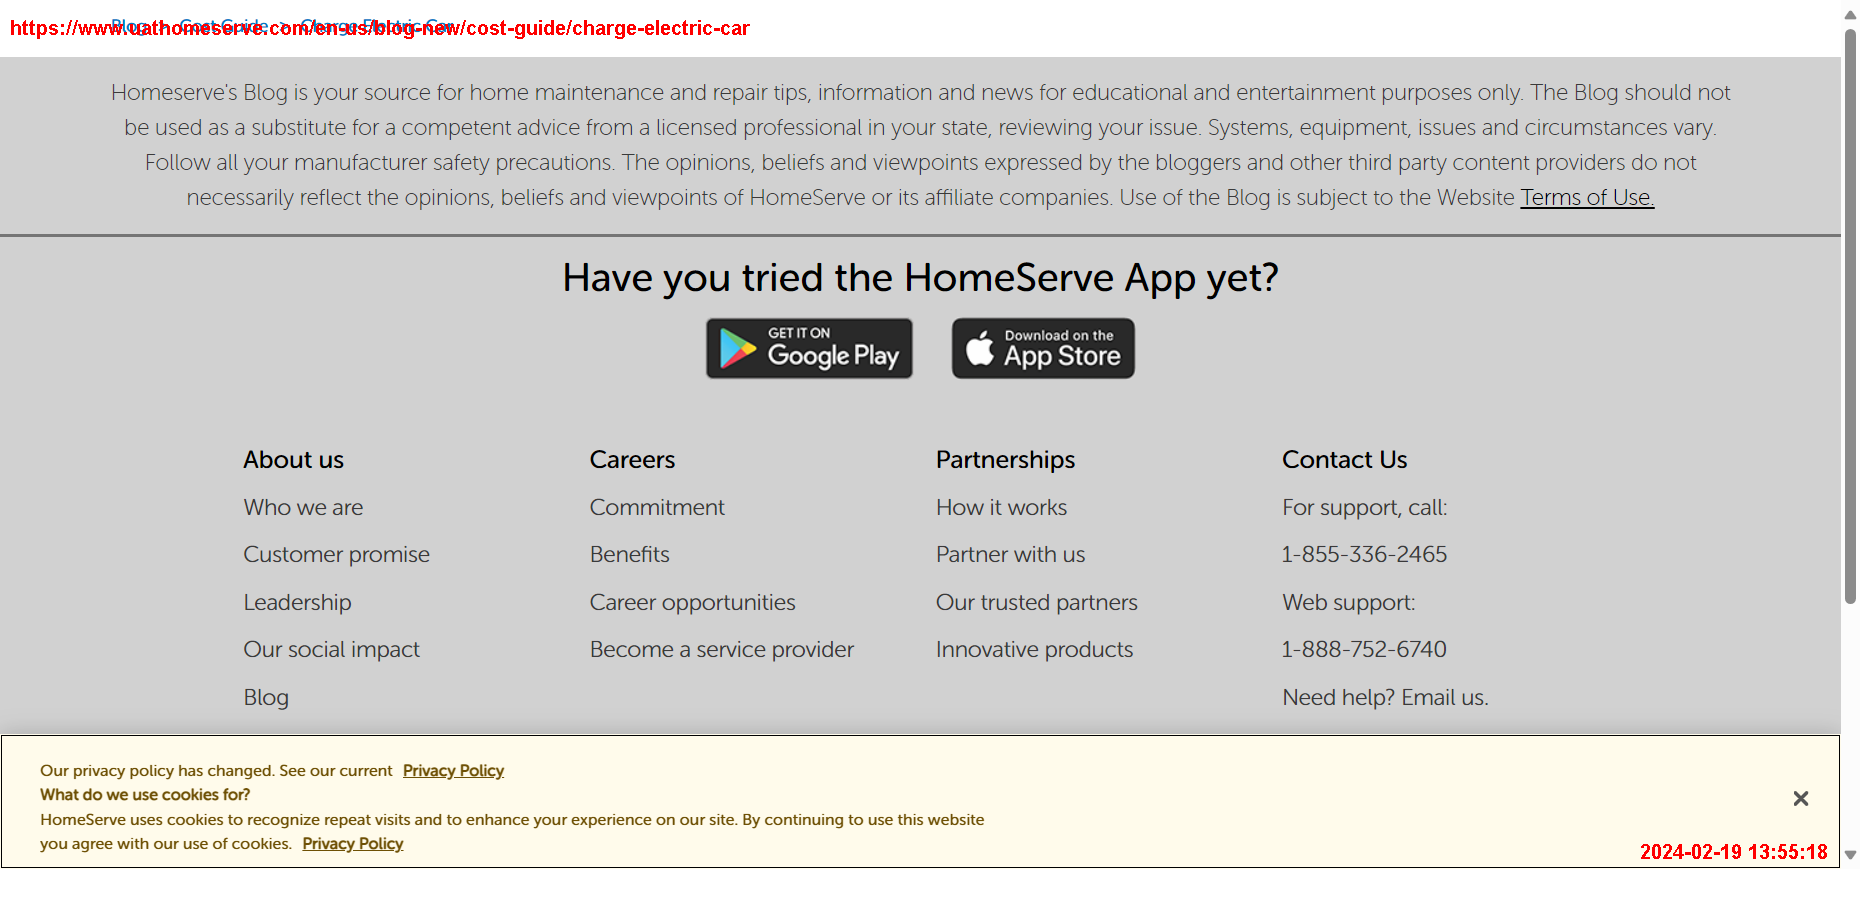 https://www.uathomeserve.com/en-us/blog-new/cost-guide/charge-electric-car
Blog > Cost Guide > Charge Electric Car
Homeserve's Blog is your source for home maintenance and repair tips, information and news for educational and entertainment purposes only. The Blog should not
be used as a substitute for a competent advice from a licensed professional in your state, reviewing your issue. Systems, equipment, issues and circumstances vary.
Follow all your manufacturer safety precautions. The opinions, beliefs and viewpoints expressed by the bloggers and other third party content providers do not
necessarily reflect the opinions, beliefs and viewpoints of HomeServe or its affiliate companies. Use of the Blog is subject to the Website Terms of Use.
Have you tried the HomeServe App yet?
GET IT ON
Google Play
Download on the
App Store
About us
Who we are
Customer promise
Leadership
Our social impact
Blog
Careers
Commitment
Benefits
Career opportunities
Become a service provider
Partnerships
How it works
Partner with us
Our trusted partners
Innovative products
Contact Us
For support, call:
1-855-336-2465
Web support:
1-888-752-6740
Need help? Email us.
Our privacy policy has changed. See our current Privacy Policy
What do we use cookies for?
HomeServe uses cookies to recognize repeat visits and to enhance your experience on our site. By continuing to use this website
you agree with our use of cookies. Privacy Policy
2024-02-19 13:55:18